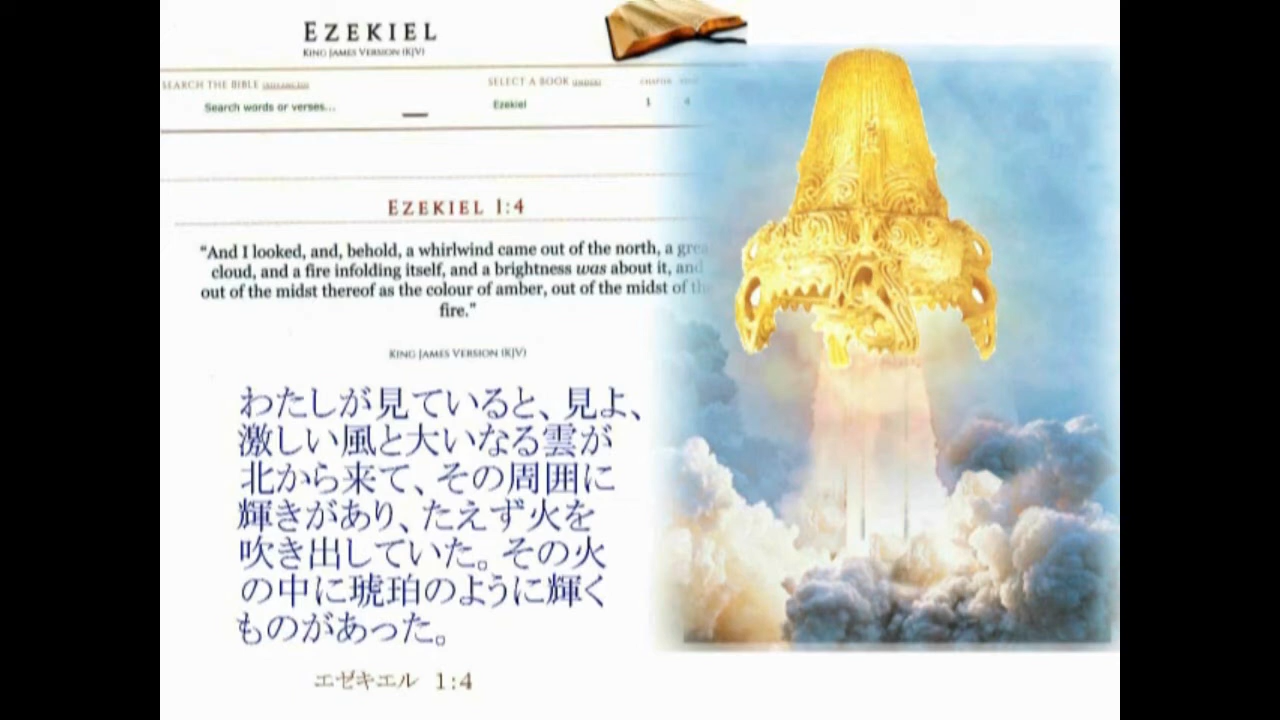 EZEKIEL
KING JAMES VERSION (KJV)
SEARCH THE BIBLE
SELECT A BOOK
CHAPTER
Search words or verses...
Ezekiel
1
4
EZEKIEL 1:4
“And I looked, and, behold, a whirlwind came out of the north, a great
cloud, and a fire infolding itself, and a brightness was about it, and
out of the midst thereof as the colour of amber, out of the midst of the
fire.”
KING JAMES VERSION (KJV)
わたしが見ていると、見よ、
激しい風と大いなる雲が
北から来て、その周囲に
輝きがあり、たえず火を
吹き出していた。その火
の中に琥珀のように輝く
ものがあった。
エゼキエル 1:4